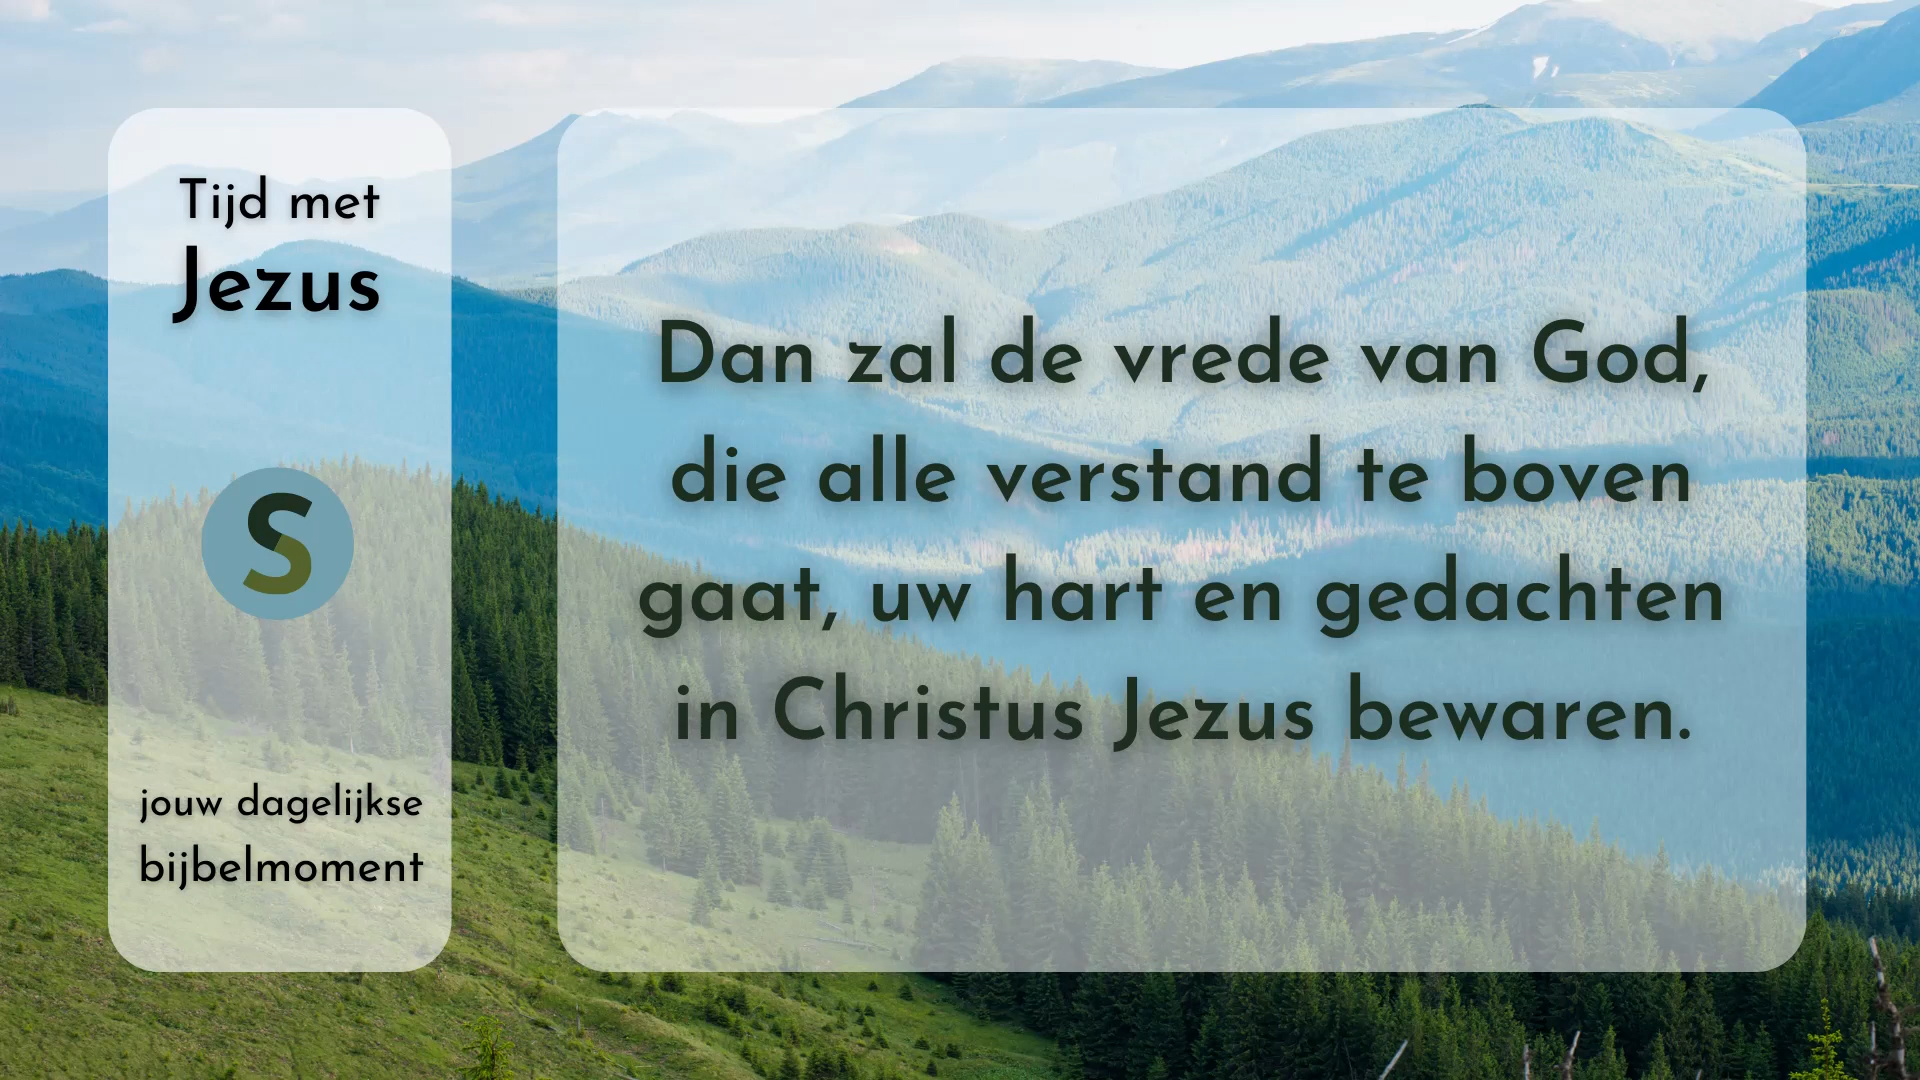 Tijd met
Jezus
S
jouw dagelijkse
bijbelmoment
Dan zal de vrede van God,
die alle verstand te boven
gaat, uw hart en gedachten
in Christus Jezus bewaren.